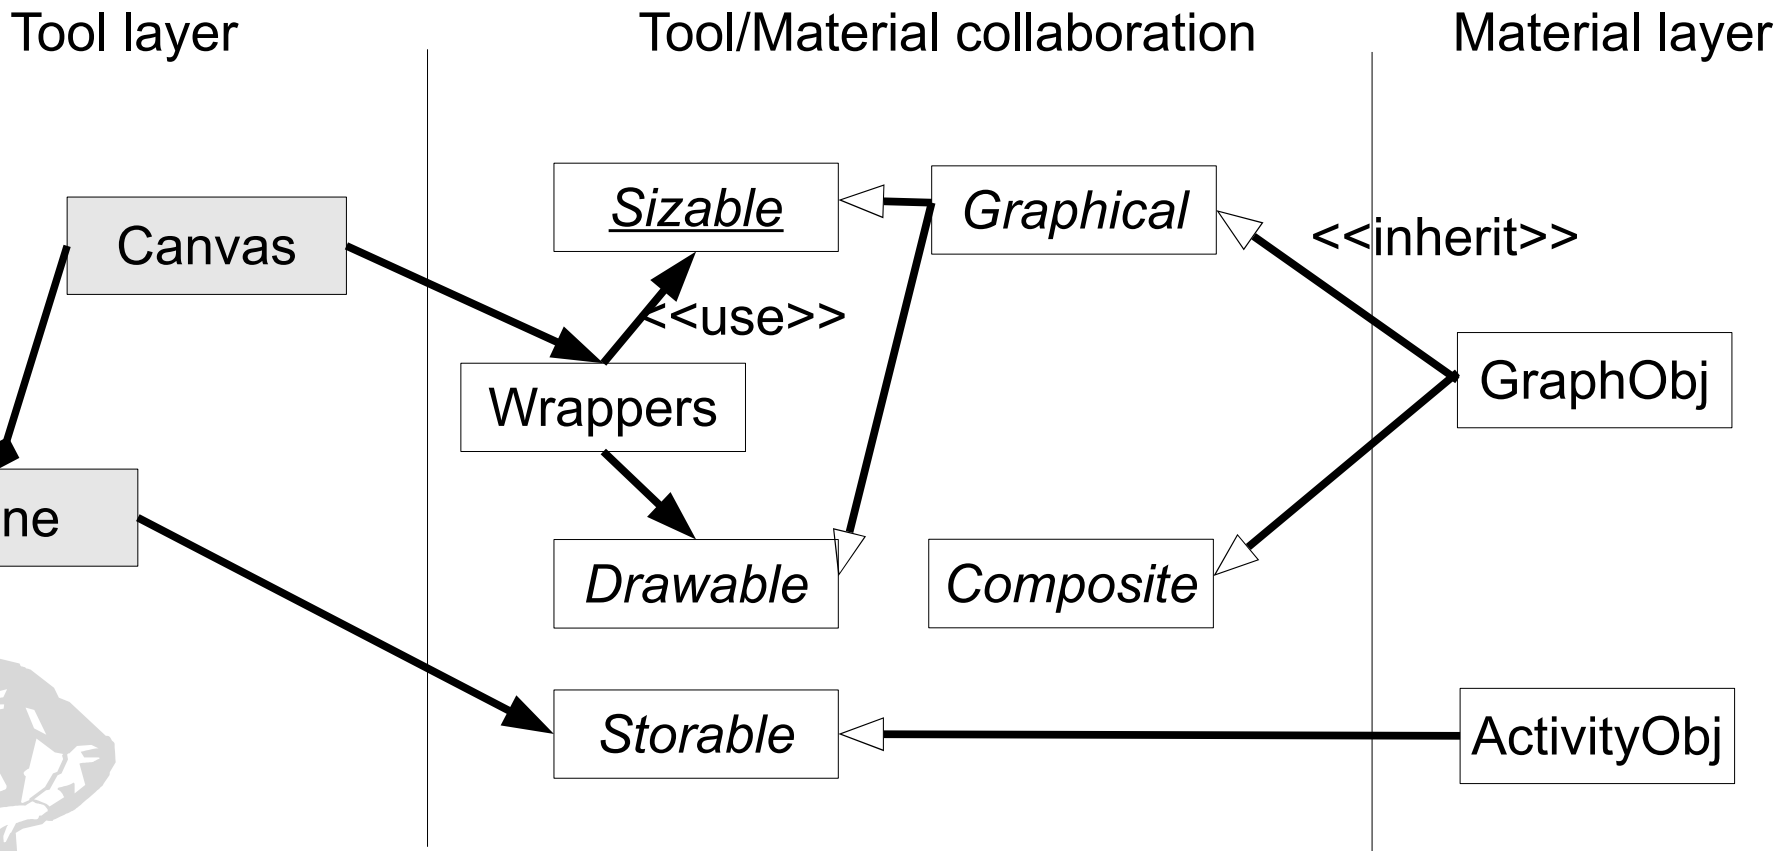 Tool layer
Tool/Material collaboration
Material layer
Sizable
Graphical
Canvas
<<inherit>>
<<use>>
GraphObj
Wrappers
ne
Drawable
Composite
Storable
ActivityObj